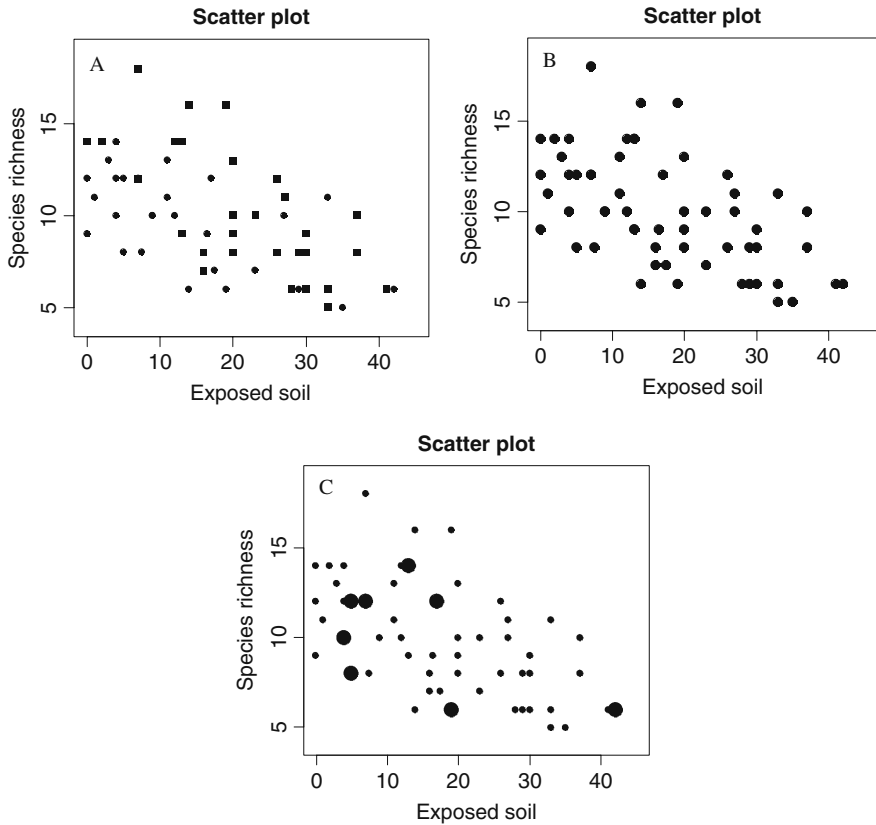 Scatter plot
A
Species richness
15
10
5
0 10 20 30 40
Exposed soil
Scatter plot
B
Species richness
15
10
5
0 10 20 30 40
Exposed soil
Scatter plot
C
Species richness
15
10
5
0 10 20 30 40
Exposed soil